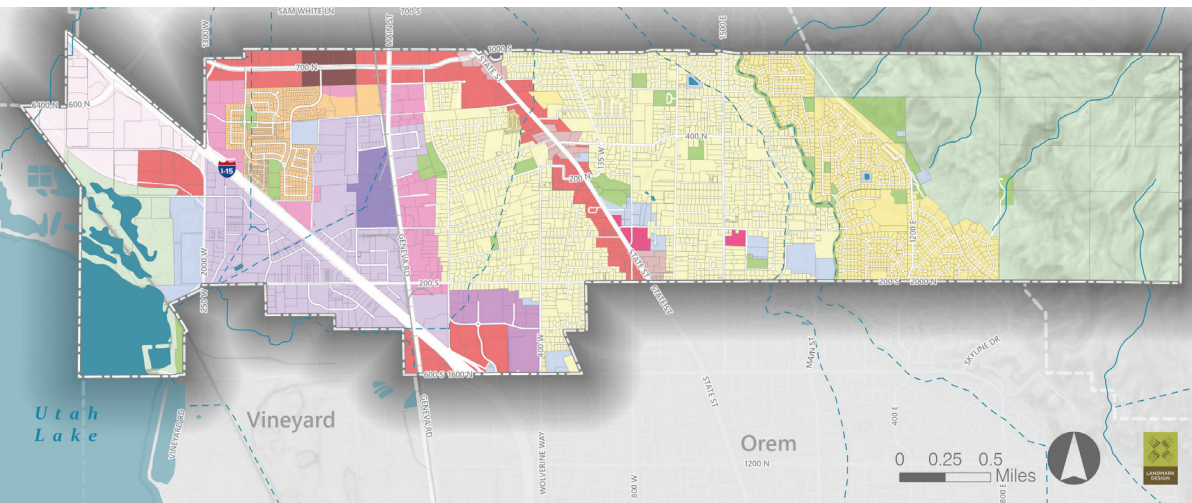 SAM WHITE LN
700 S
1300 W
MAIN ST
1000 S
STATE ST
1500 E
700 N
6400 N
600 N
400 N
135 W
I-15
200 N
1200 E
2000 W
GENEVA RD
STATE ST
200 S
200 S
2000 N
250 W
STATE ST
400 W
MAIN ST
SKYLINE DR
600 S
1600 N
STATE ST
Utah
Lake
VINEYARD RD
Vineyard
GENEVA RD
WOLVERINE WAY
800 W
Orem
1200 N
400 E
800 E
0 0.25 0.5
Miles
LANDMARK
DESIGN